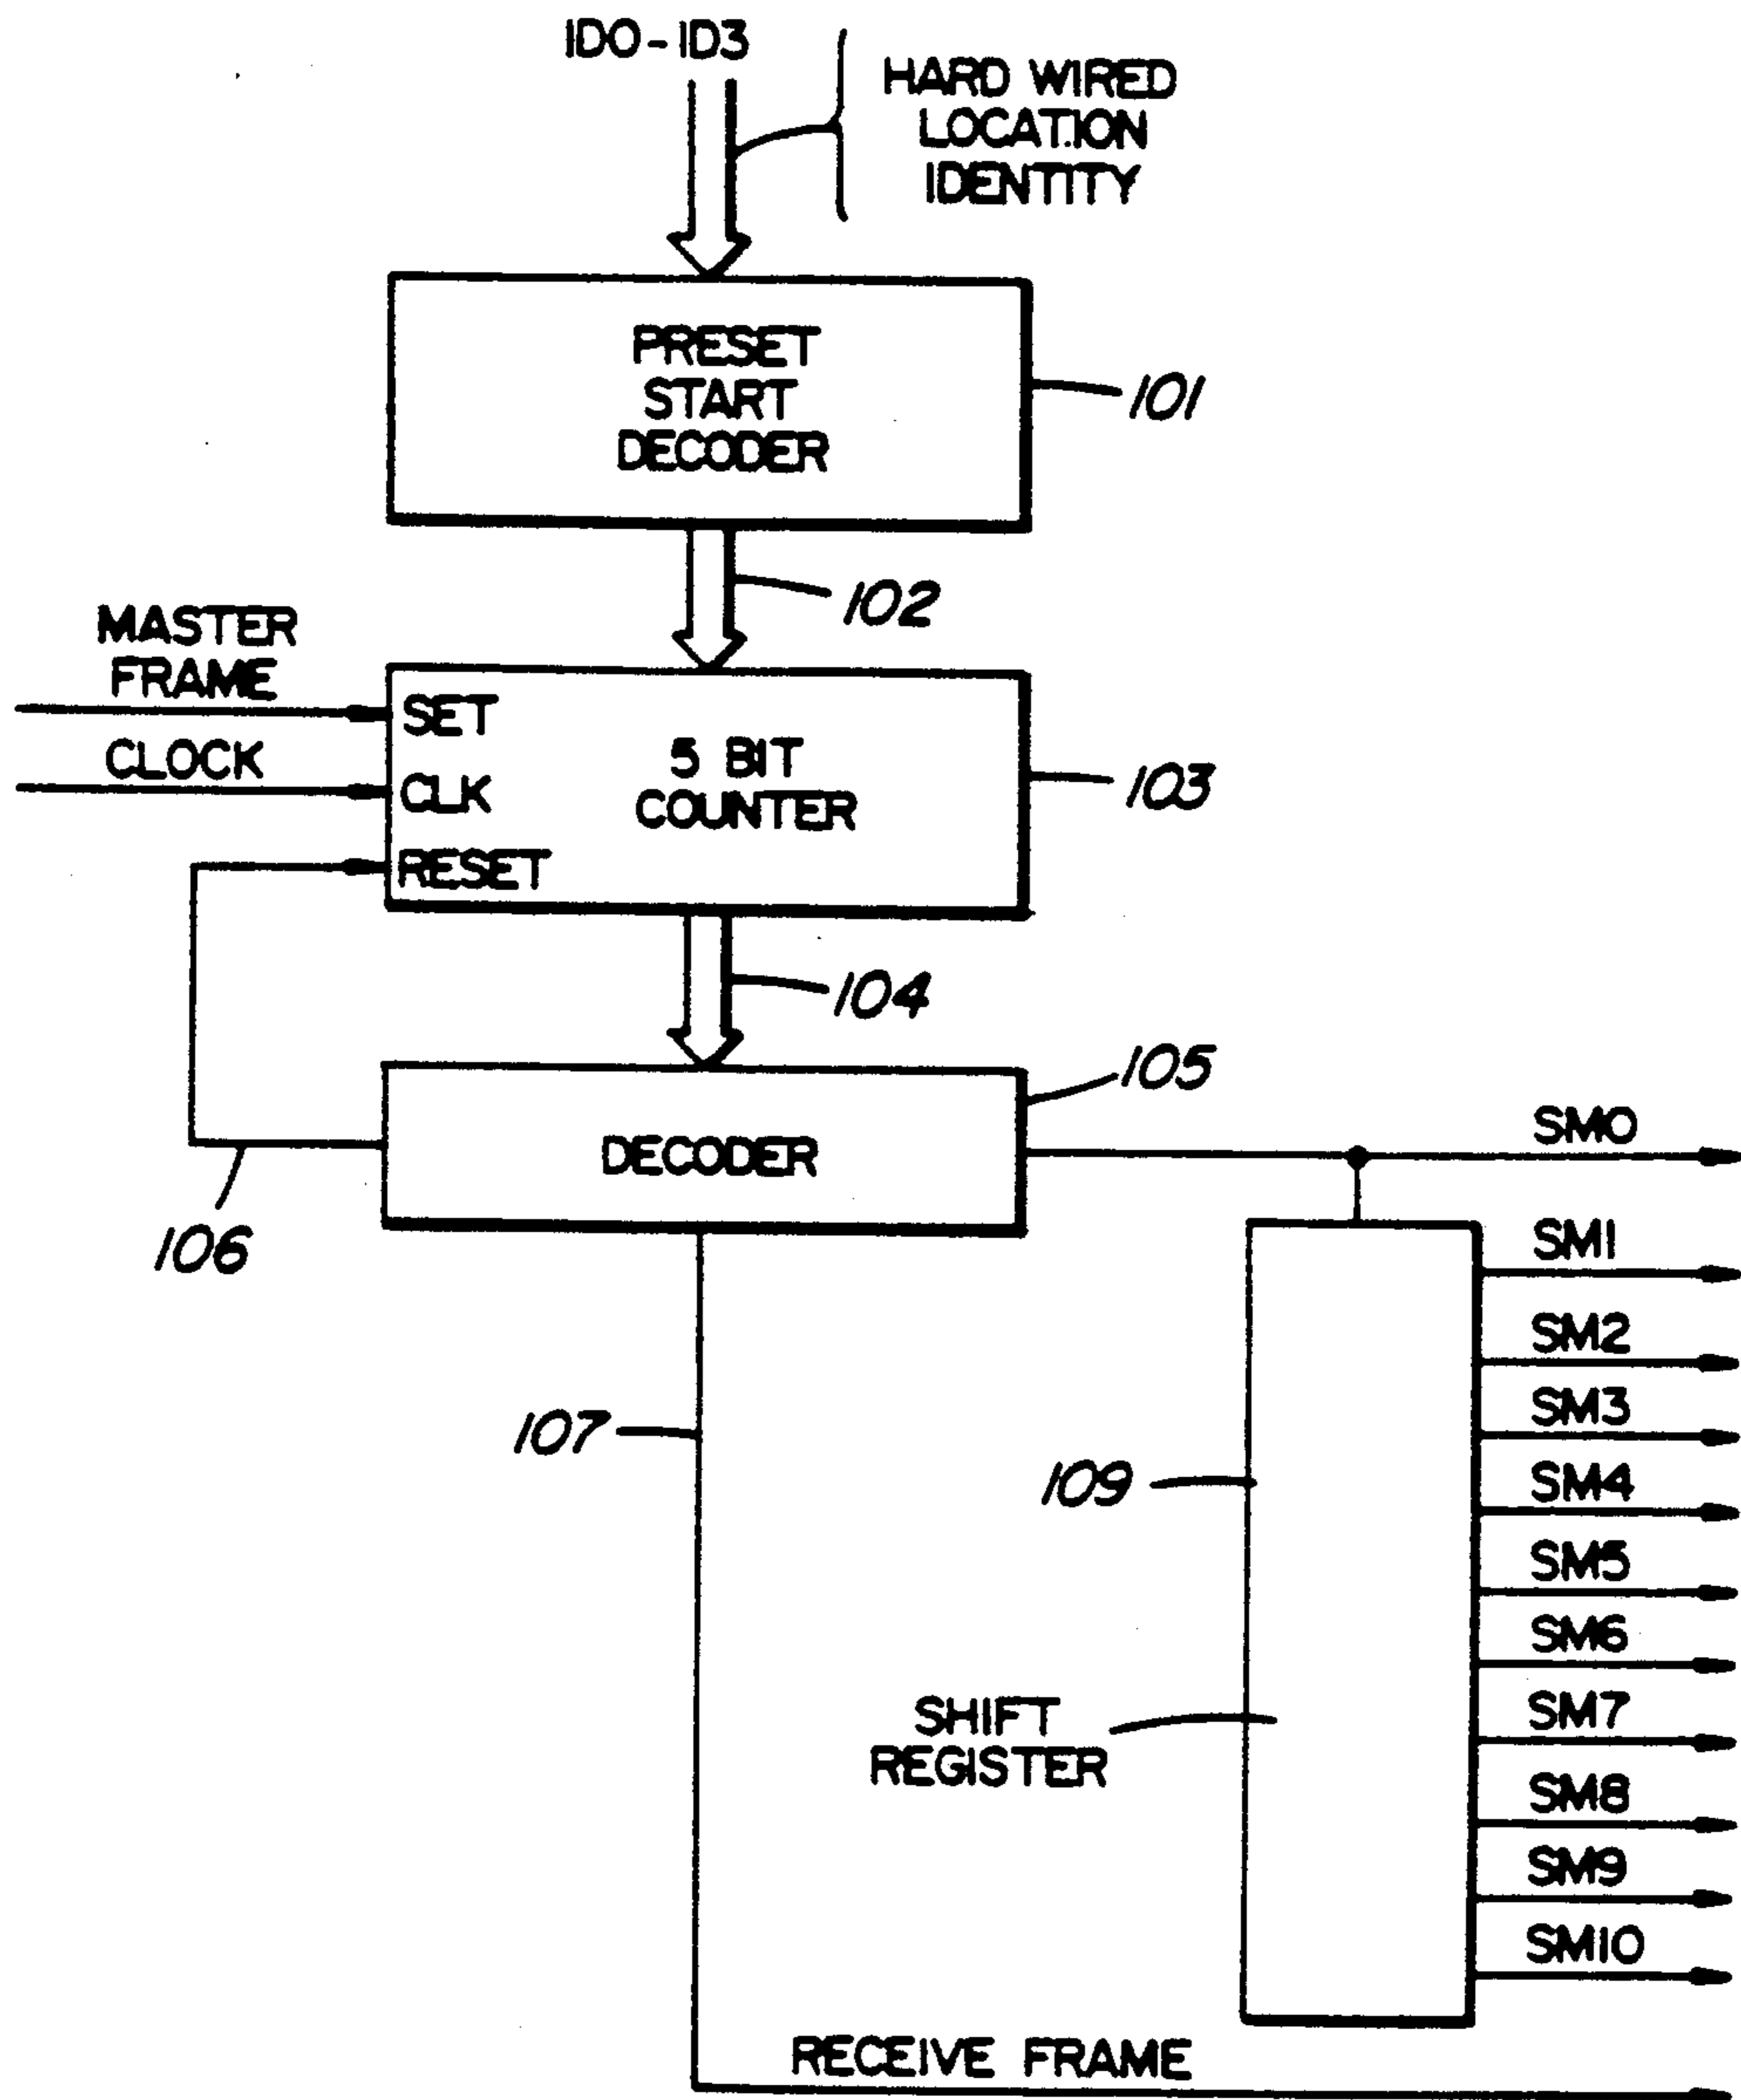 ID0-ID3
HARD WIRED
LOCATION
IDENTITY
PRESET
START
DECODER
101
102
MASTER
FRAME
SET
CLOCK
CLK
RESET
5 BIT
COUNTER
103
104
105
DECODER
106
SM0
SM1
SM2
107
SM3
109
SM4
SM5
SM6
SHIFT
REGISTER
SM7
SM8
SM9
SM10
RECEIVE FRAME